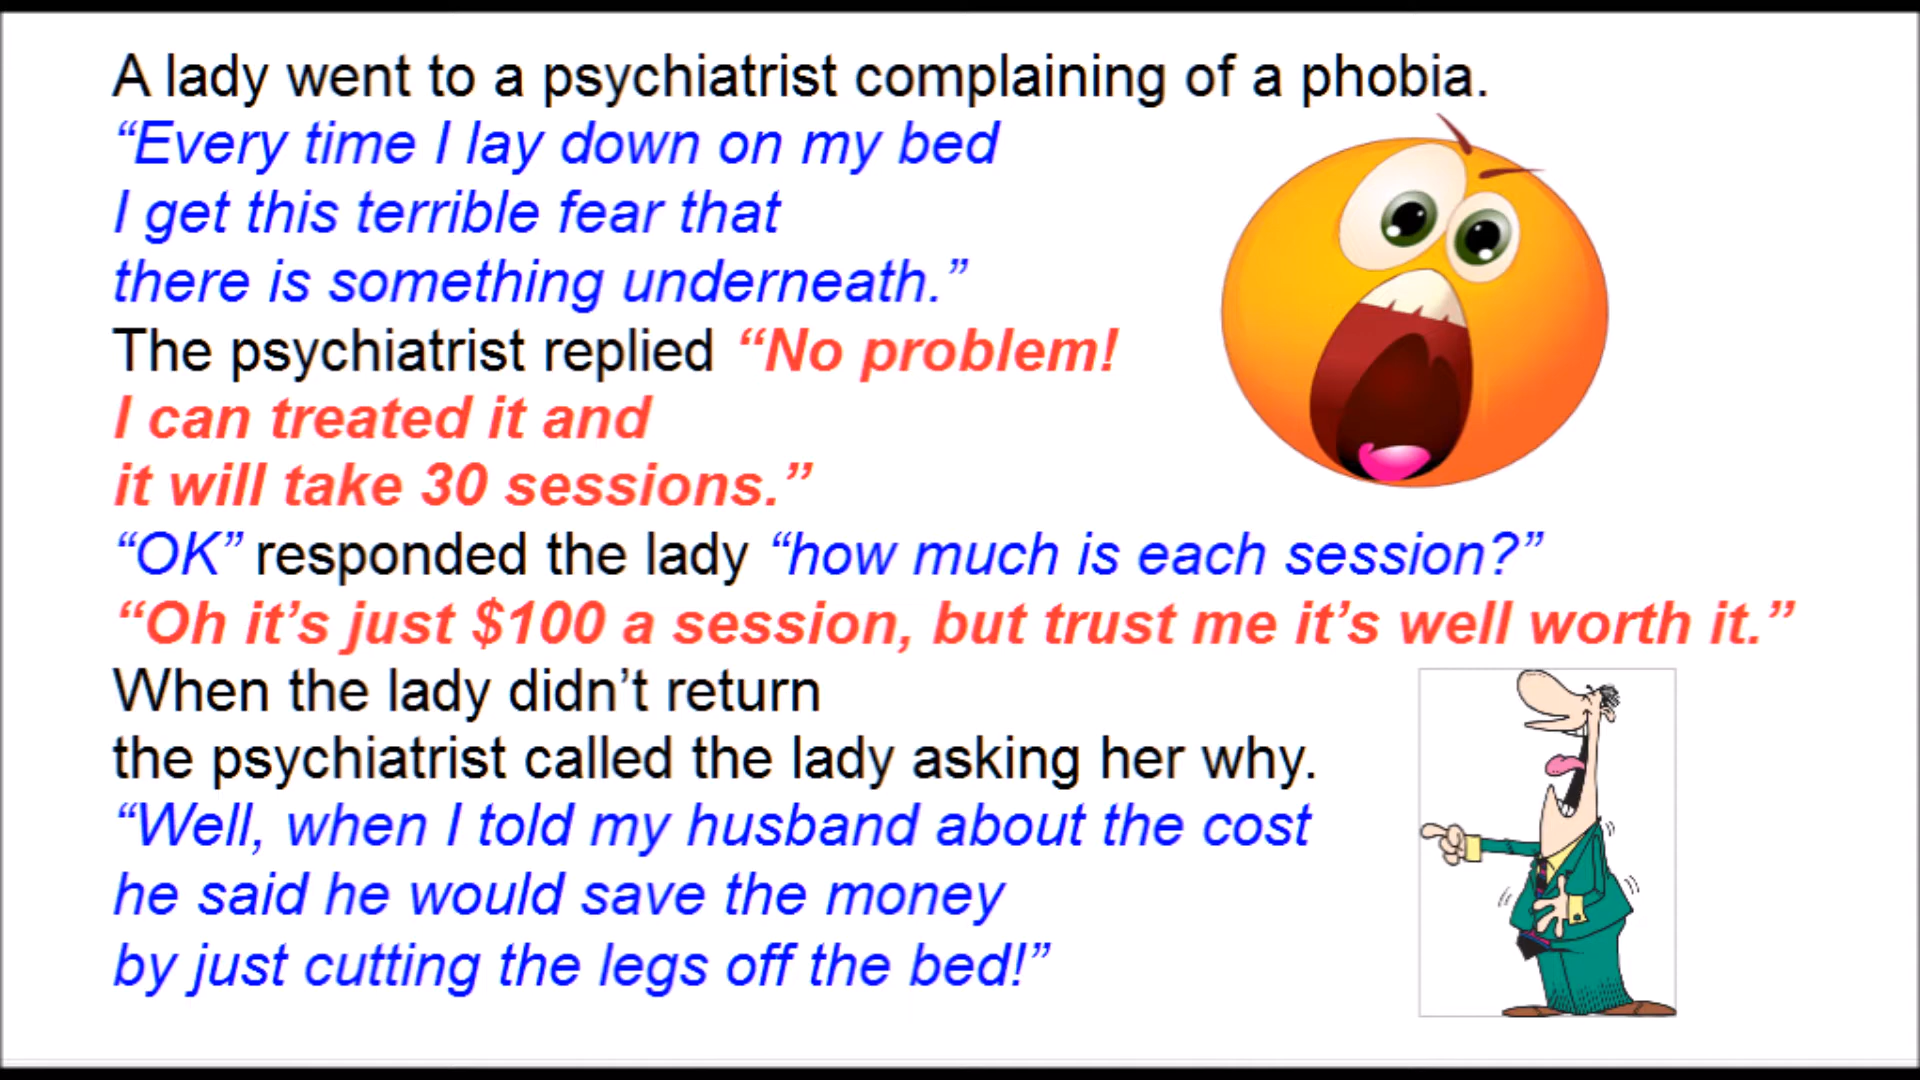 A lady went to a psychiatrist complaining of a phobia.
“Every time I lay down on my bed
I get this terrible fear that
there is something underneath.”
The psychiatrist replied “No problem!
I can treated it and
it will take 30 sessions.”
“OK” responded the lady “how much is each session?”
“Oh it’s just $100 a session, but trust me it’s well worth it.”
When the lady didn’t return
the psychiatrist called the lady asking her why.
“Well, when I told my husband about the cost
he said he would save the money
by just cutting the legs off the bed!”